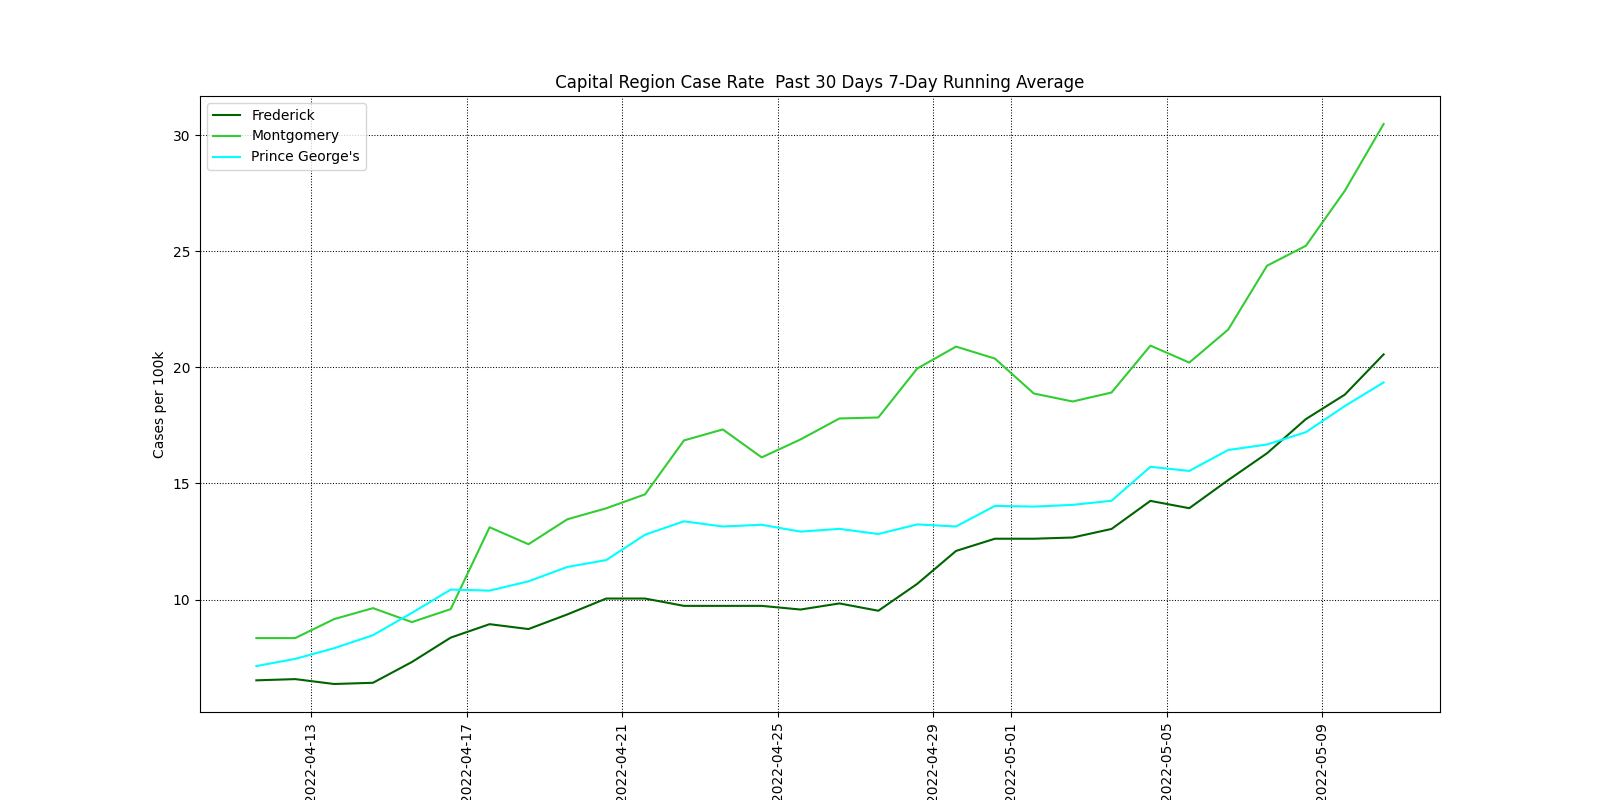 Capital Region Case Rate  Past 30 Days 7-Day Running Average
Frederick
Montgomery
Prince George's
Cases per 100k
30
25
20
15
10
2022-04-13
2022-04-17
2022-04-21
2022-04-25
2022-04-29
2022-05-01
2022-05-05
2022-05-09